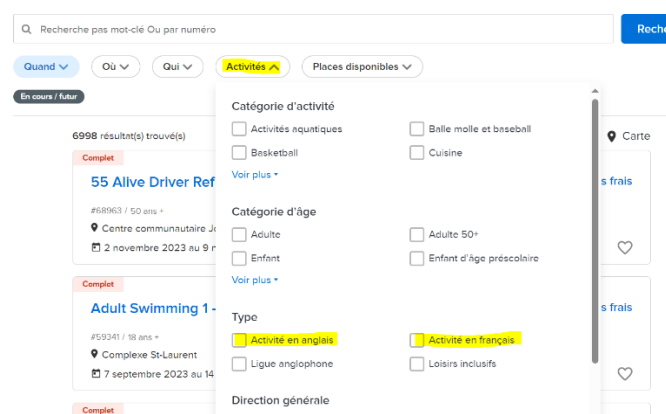 Recherche pas mot-clé Ou par numéro
Reche
Quand
Où
Qui
Activités
Places disponibles
En cours / futur
6998 résultat(s) trouvé(s)
Carte
Catégorie d'activité
Activités aquatiques
Balle molle et baseball
Basketball
Cuisine
Voir plus
Catégorie d'âge
Adulte
Adulte 50+
Enfant
Enfant d'âge préscolaire
Voir plus
Type
Activité en anglais
Activité en français
Ligue anglophone
Loisirs inclusifs
Direction générale
Complet
55 Alive Driver Ref
s frais
#68963 / 50 ans +
Centre communautaire Jo
2 novembre 2023 au 9 n
Complet
Adult Swimming 1 -
s frais
#59341 / 18 ans +
Complexe St-Laurent
7 septembre 2023 au 14
Complet